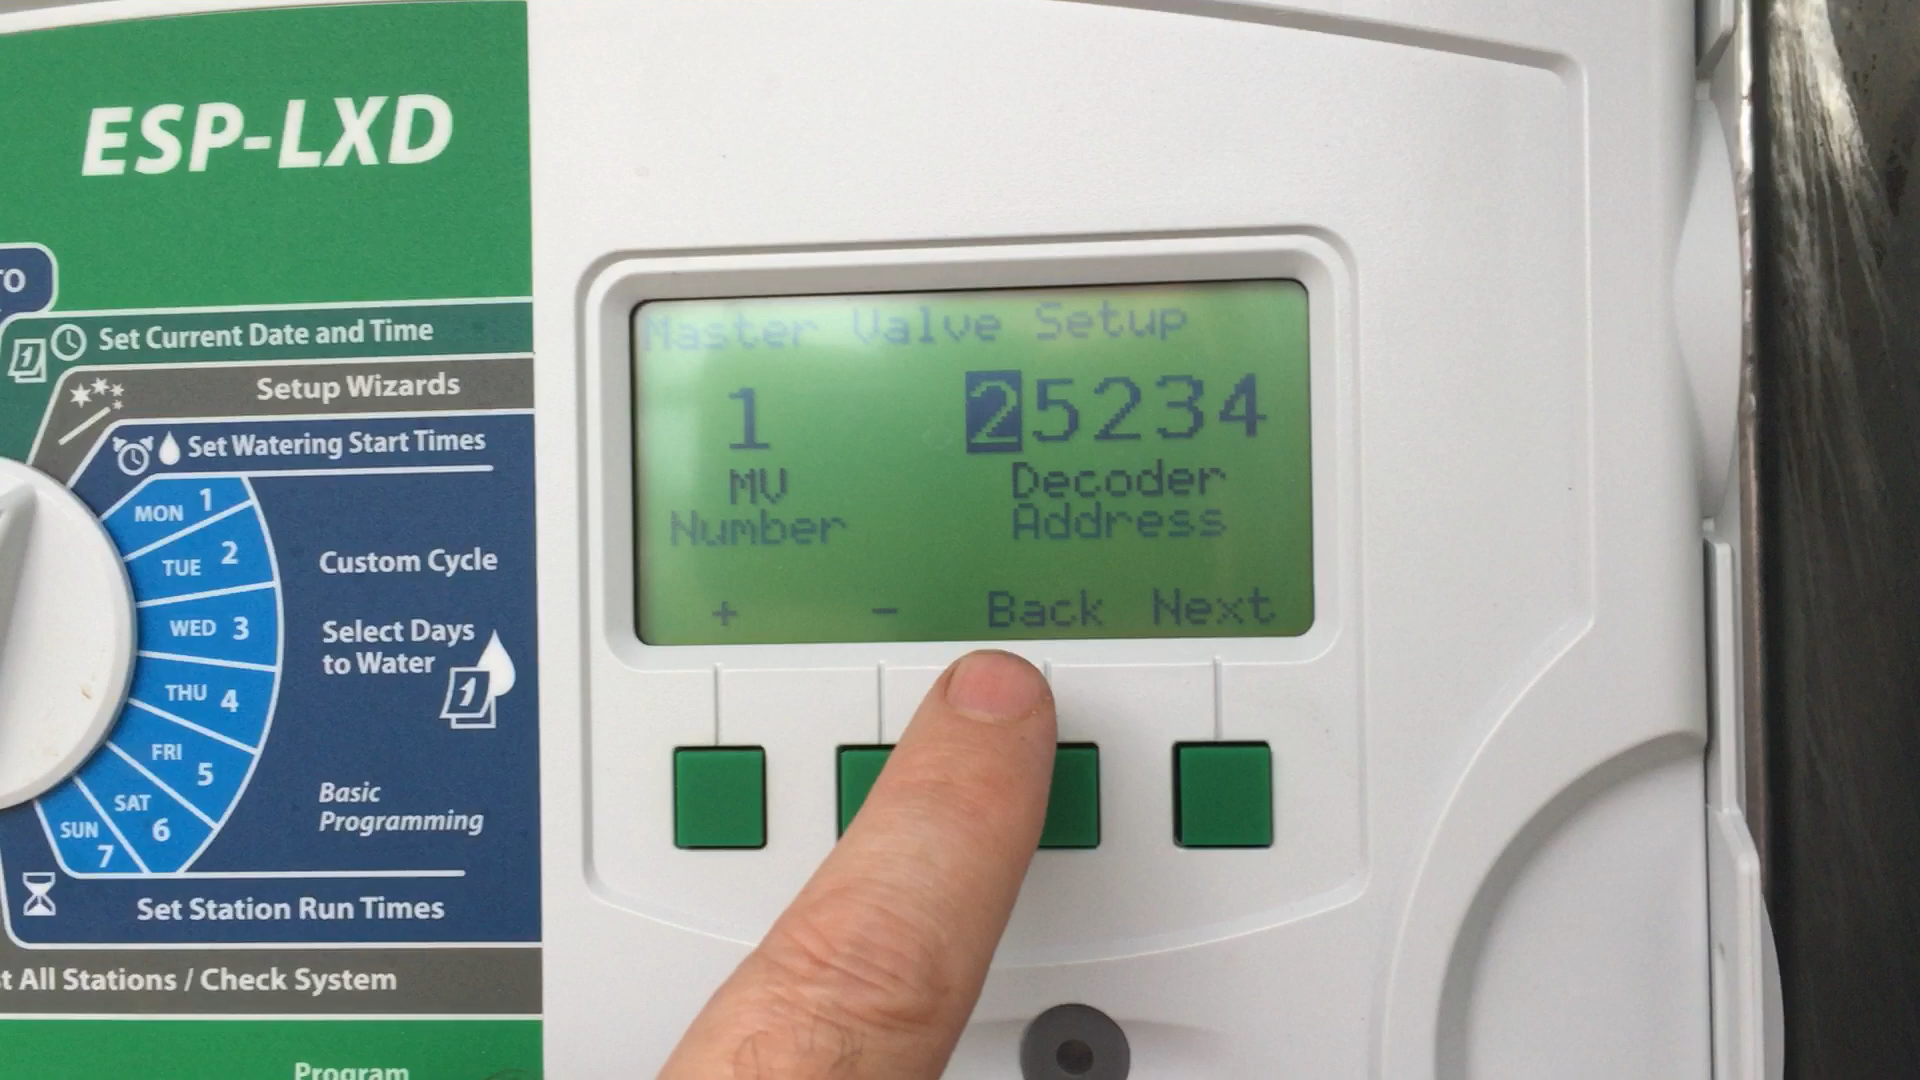 ESP-LXD
TO
1
Set Current Date and Time
Setup Wizards
Set Watering Start Times
MON 1
TUE 2
WED 3
THU 4
FRI 5
SAT 6
SUN 7
Custom Cycle
Select Days
to Water
1
Basic
Programming
Set Station Run Times
t All Stations / Check System
Program
Master Valve Setup
1 25234
MV Decoder
Number Address
+ - Back Next